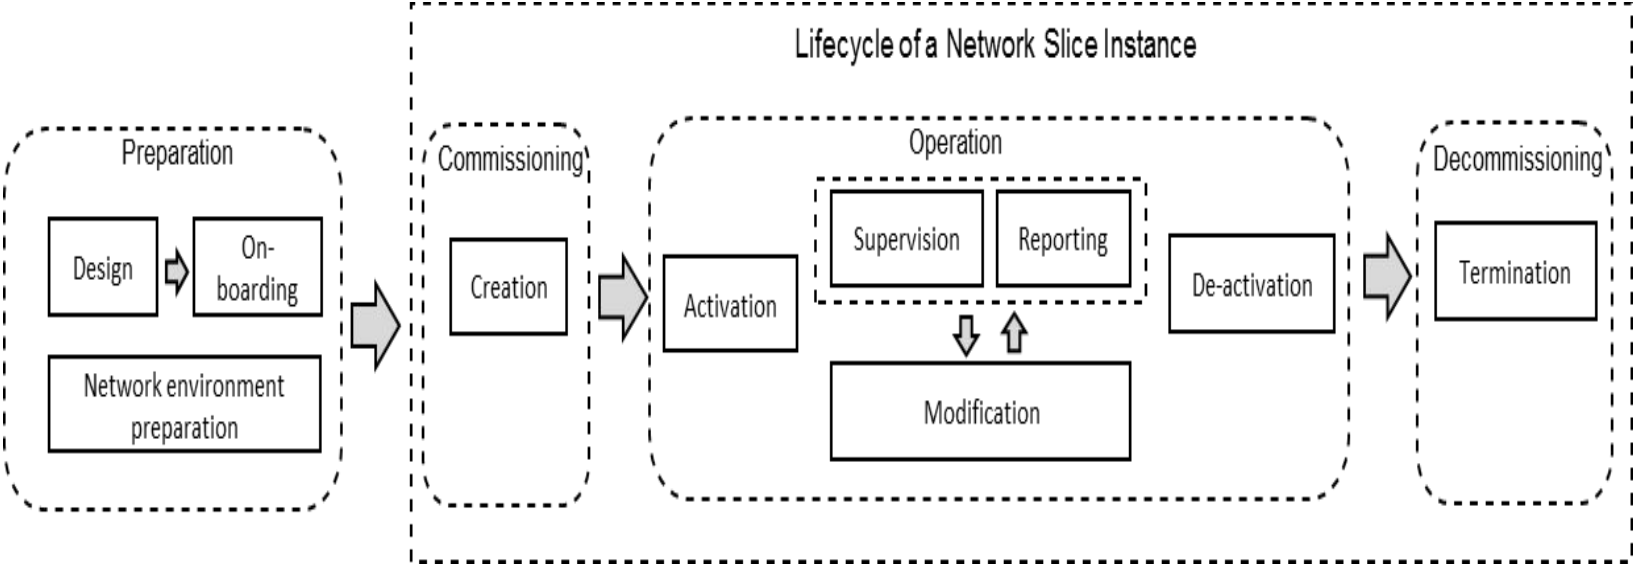 Lifecycle of a Network Slice Instance
Preparation
Design
On-
boarding
Network environment
preparation
Commissioning
Creation
Operation
Activation
Supervision
Reporting
Modification
De-activation
Decommissioning
Termination